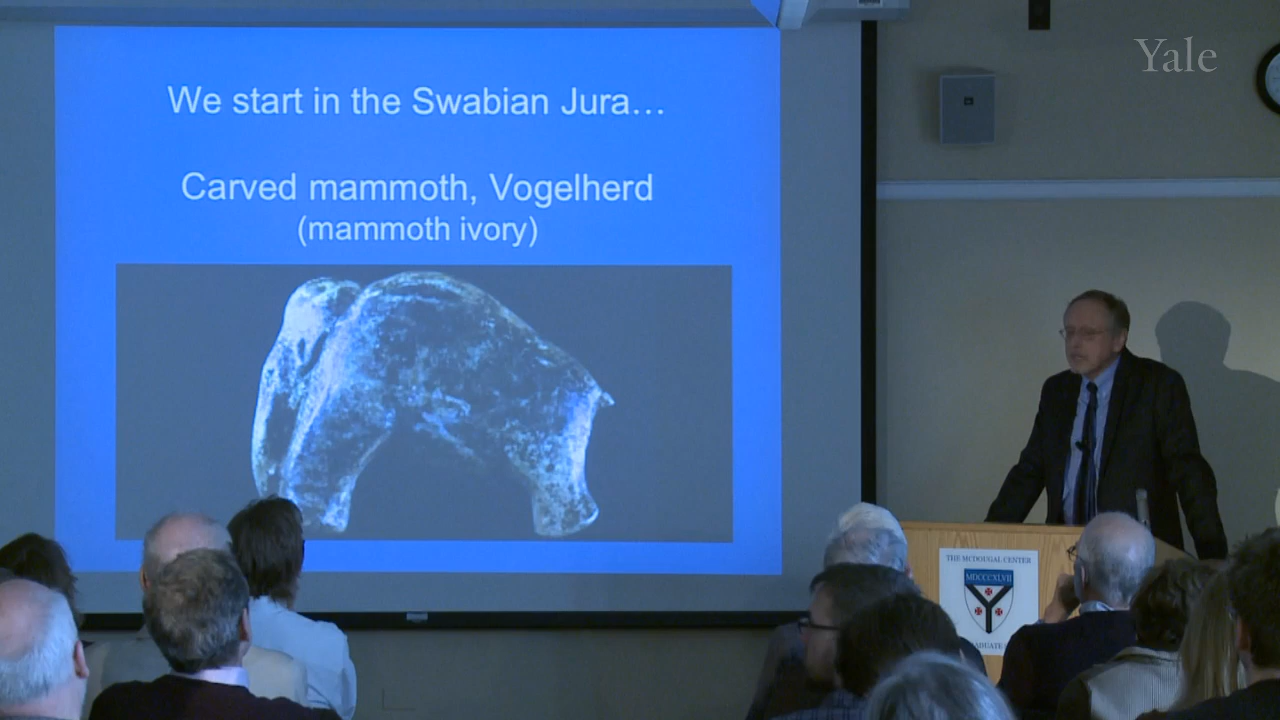 We start in the Swabian Jura…
Carved mammoth, Vogelherd
(mammoth ivory)
Yale
THE MCDOUGAL CENTER
MDCCCXLVII